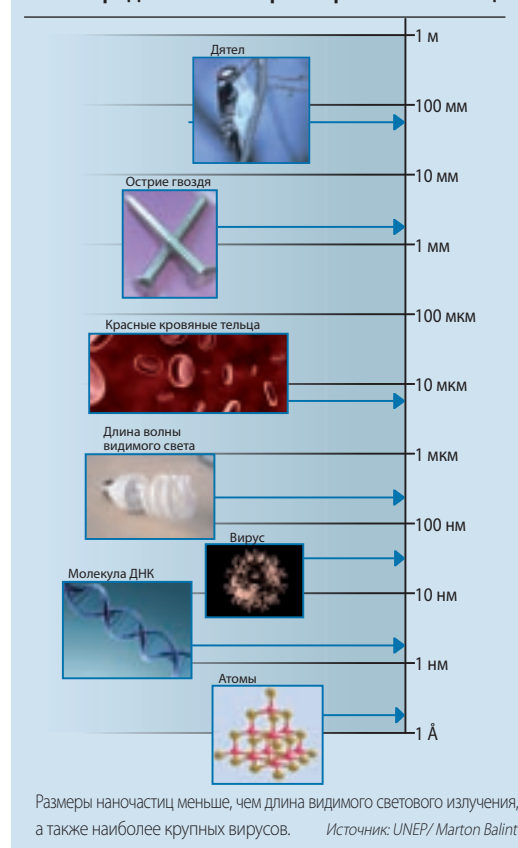 1 м
Дятел
100 мм
10 мм
Острие гвоздя
1 мм
100 мкм
Красные кровяные тельца
10 мкм
Длина волны
видимого света
1 мкм
100 нм
Вирус
Молекула ДНК
10 нм
1 нм
Атомы
1 Å
Размеры наночастиц меньше, чем длина видимого светового излучения,
а также наиболее крупных вирусов. Источник: UNEP/ Marton Balint